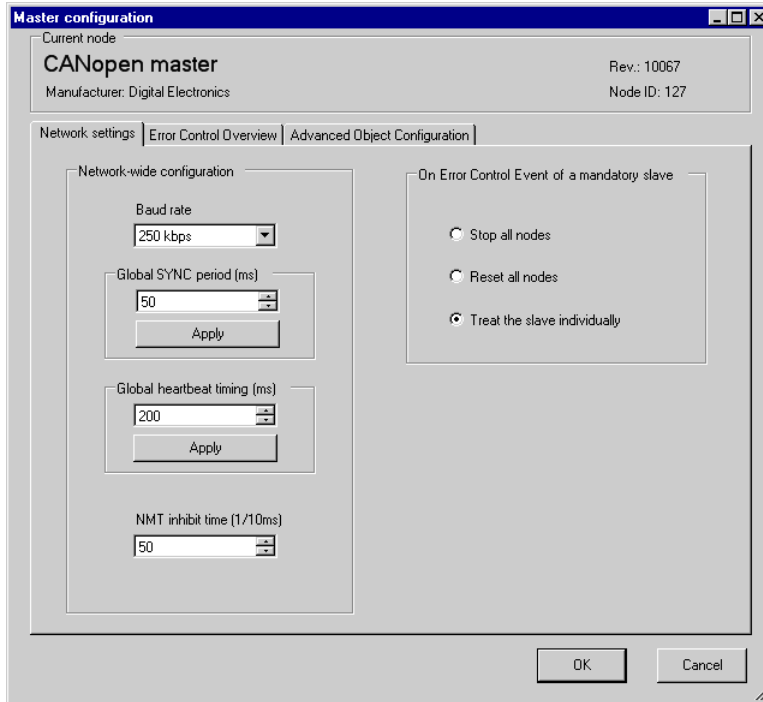 Master configuration
Current node
CANopen master
Rev.: 10067
Manufacturer: Digital Electronics
Node ID: 127
Network settings
Error Control Overview
Advanced Object Configuration
Network-wide configuration
Baud rate
250 kbps
Global SYNC period (ms)
50
Apply
Global heartbeat timing (ms)
200
Apply
NMT inhibit time (1/10ms)
50
On Error Control Event of a mandatory slave
Stop all nodes
Reset all nodes
Treat the slave individually
OK
Cancel